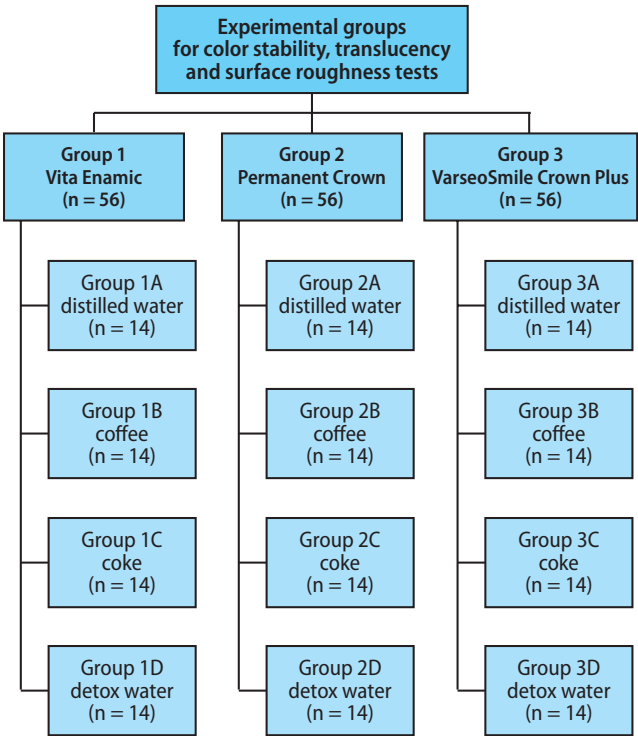 Experimental groups
for color stability, translucency
and surface roughness tests
Group 1
Vita Enamic
(n = 56)
Group 2
Permanent Crown
(n = 56)
Group 3
VarseoSmile Crown Plus
(n = 56)
Group 1A
distilled water
(n = 14)
Group 2A
distilled water
(n = 14)
Group 3A
distilled water
(n = 14)
Group 1B
coffee
(n = 14)
Group 2B
coffee
(n = 14)
Group 3B
coffee
(n = 14)
Group 1C
coke
(n = 14)
Group 2C
coke
(n = 14)
Group 3C
coke
(n = 14)
Group 1D
detox water
(n = 14)
Group 2D
detox water
(n = 14)
Group 3D
detox water
(n = 14)